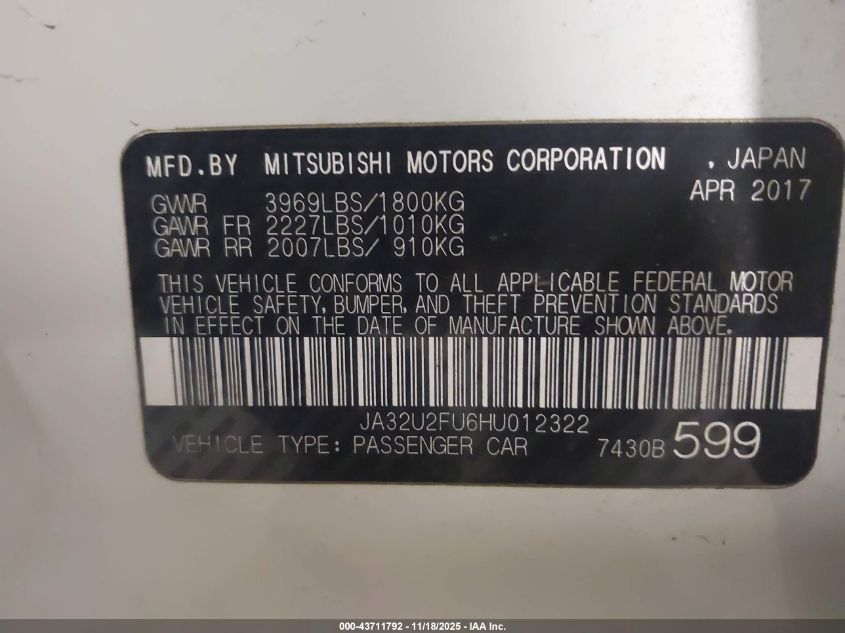 MFD.BY MITSUBISHI MOTORS CORPORATION , JAPAN
APR 2017
GVWR 3969LBS/1800KG
GAWR FR 2227LBS/1010KG
GAWR RR 2007LBS/ 910KG
THIS VEHICLE CONFORMS TO ALL APPLICABLE FEDERAL MOTOR
VEHICLE SAFETY, BUMPER, AND THEFT PREVENTION STANDARDS
IN EFFECT ON THE DATE OF MANUFACTURE SHOWN ABOVE.
JA32U2FU6HU012322
VEHICLE TYPE: PASSENGER CAR 7430B 599
000-43711792 - 11/18/2025 - IAA Inc.